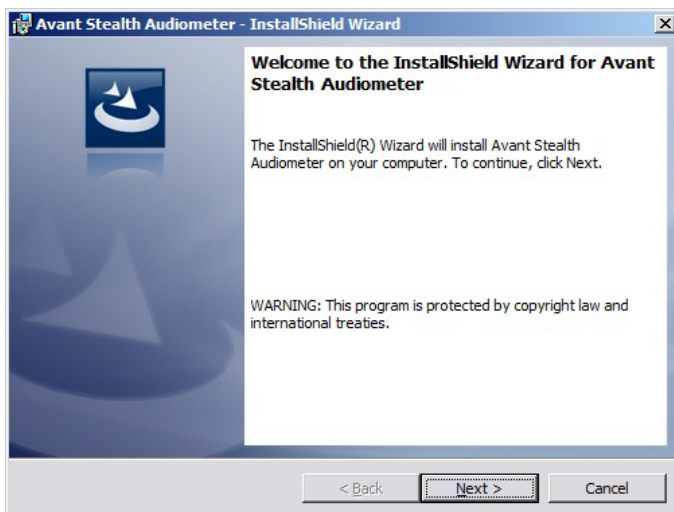 Avant Stealth Audiometer - InstallShield Wizard
Welcome to the InstallShield Wizard for Avant
Stealth Audiometer
The InstallShield(R) Wizard will install Avant Stealth
Audiometer on your computer. To continue, click Next.
WARNING: This program is protected by copyright law and
international treaties.
< Back
Next >
Cancel